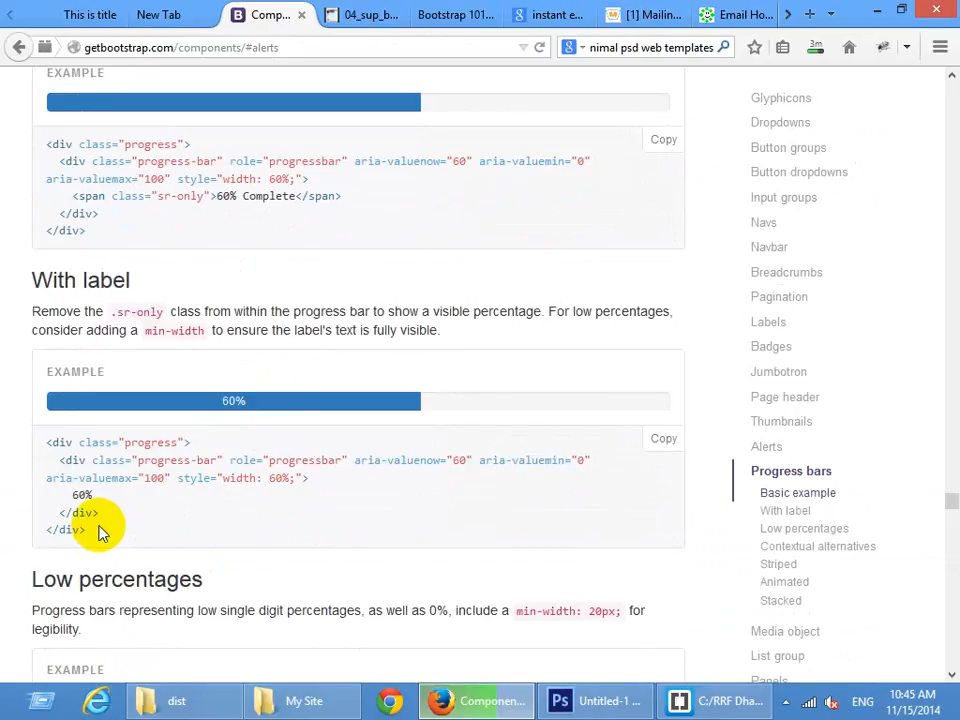 This is title
New Tab
Comp...
04_sup_b...
Bootstrap 101...
instant e...
[1] Mailin...
Email Ho...
getbootstrap.com/components/#alerts
nimal psd web templates
3m
EXAMPLE
Copy
<div class="progress">
<div class="progress-bar" role="progressbar" aria-valuenow="60" aria-valuemin="0"
aria-valuemax="100" style="width: 60%;">
<span class="sr-only">60% Complete</span>
</div>
</div>
With label
Remove the .sr-only class from within the progress bar to show a visible percentage. For low percentages,
consider adding a min-width to ensure the label's text is fully visible.
EXAMPLE
60%
Copy
<div class="progress">
<div class="progress-bar" role="progressbar" aria-valuenow="60" aria-valuemin="0"
aria-valuemax="100" style="width: 60%;">
60%
</div>
</div>
Low percentages
Progress bars representing low single digit percentages, as well as 0%, include a min-width: 20px; for
legibility.
EXAMPLE
Glyphicons
Dropdowns
Button groups
Button dropdowns
Input groups
Navs
Navbar
Breadcrumbs
Pagination
Labels
Badges
Jumbotron
Page header
Thumbnails
Alerts
Progress bars
Basic example
With label
Low percentages
Contextual alternatives
Striped
Animated
Stacked
Media object
List group
Panels
dist
My Site
Componen...
Ps
Untitled-1 ...
C:/RRF Dha...
ENG
10:45 AM
11/15/2014